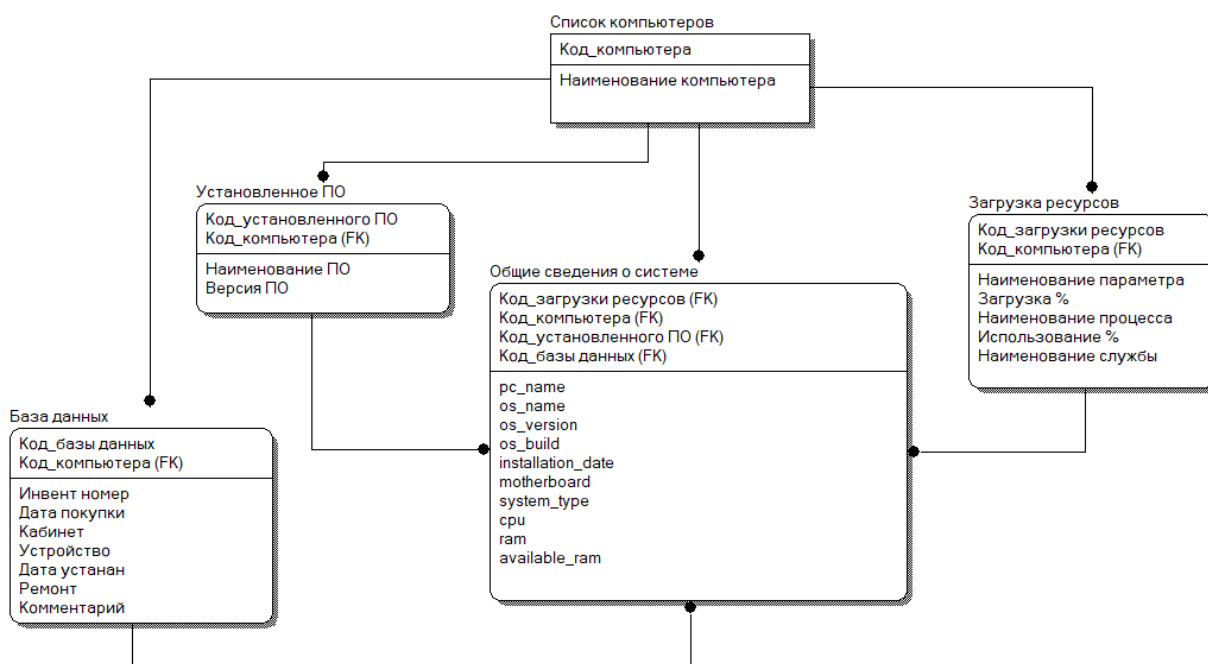 Список компьютеров
Код_компьютера
Наименование компьютера
Установленное ПО
Код_установленного ПО
Код_компьютера (FK)
Наименование ПО
Версия ПО
Загрузка ресурсов
Код_загрузки ресурсов
Код_компьютера (FK)
Наименование параметра
Загрузка %
Наименование процесса
Использование %
Наименование службы
Общие сведения о системе
Код_загрузки ресурсов (FK)
Код_компьютера (FK)
Код_установленного ПО (FK)
Код_базы данных (FK)
pc_name
os_name
os_version
os_build
installation_date
motherboard
system_type
cpu
ram
available_ram
База данных
Код_базы данных
Код_компьютера (FK)
Инвент номер
Дата покупки
Кабинет
Устройство
Дата устанан
Ремонт
Комментарий